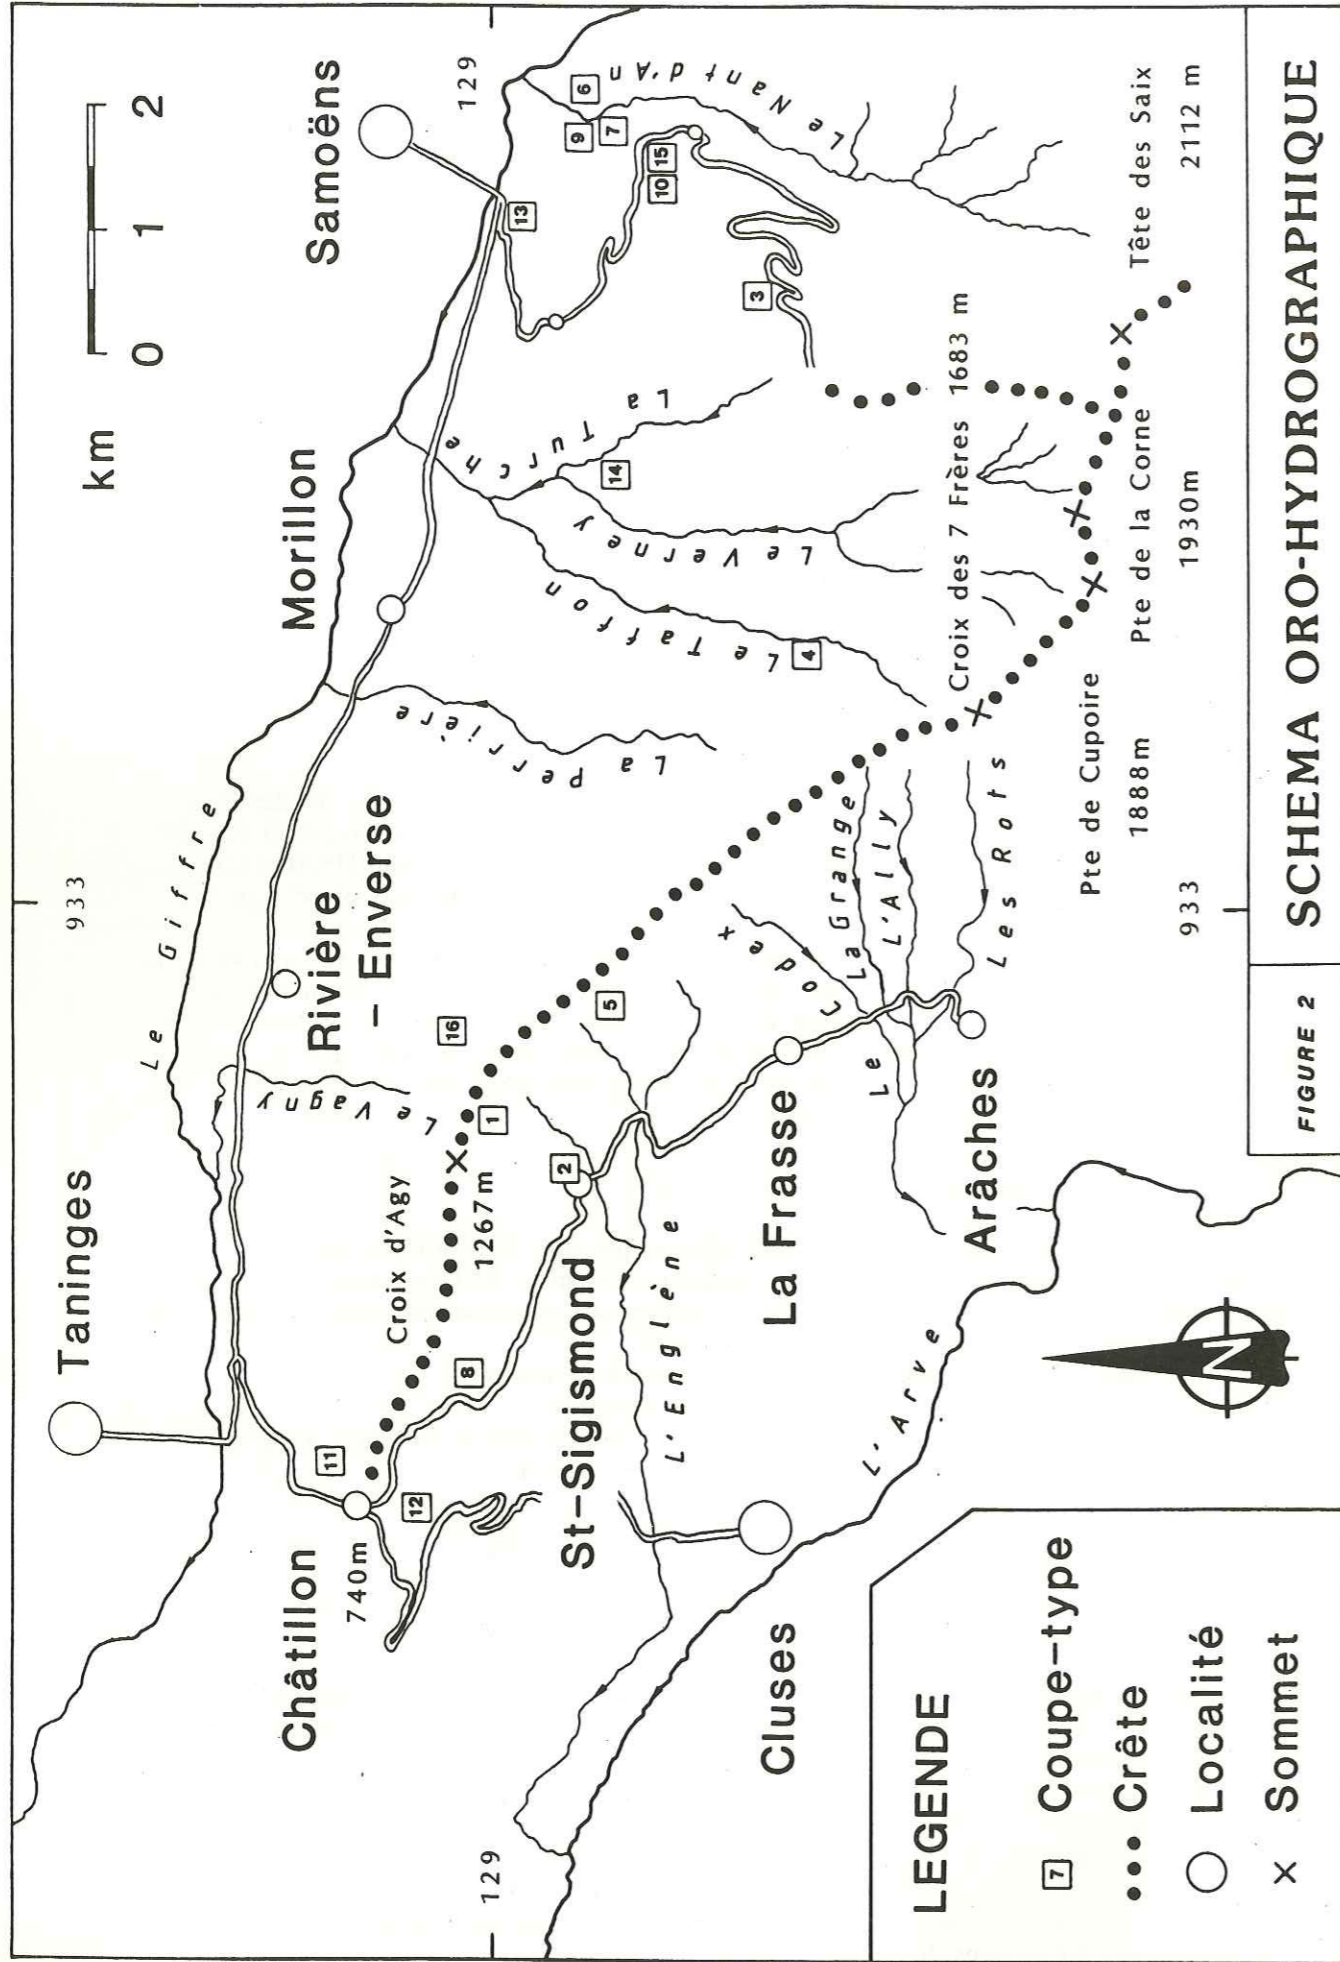 Taninges
Samoëns
km
0 1 2
933
129
Le Giffre
Morillon
Rivière
- Enverse
Châtillon
740m
Croix d'Agy
1267m
Le Vagny
La Perrière
Le Taffon
Le Verney
La Turche
Le Nant d'An
11
12
8
16
1
2
5
4
14
13
3
9
6
7
10
15
129
St-Sigismond
L'Englène
La Frasse
Le Codex
La Grange
L'Ally
Les Rots
Arâches
Cluses
L'Arve
Croix des 7 Frères 1683 m
Pte de Cupoire
1888m
Pte de la Corne
1930m
Tête des Saix
2112 m
933
N
LEGENDE
7 Coupe-type
Crête
Localité
Sommet
FIGURE 2
SCHEMA ORO-HYDROGRAPHIQUE